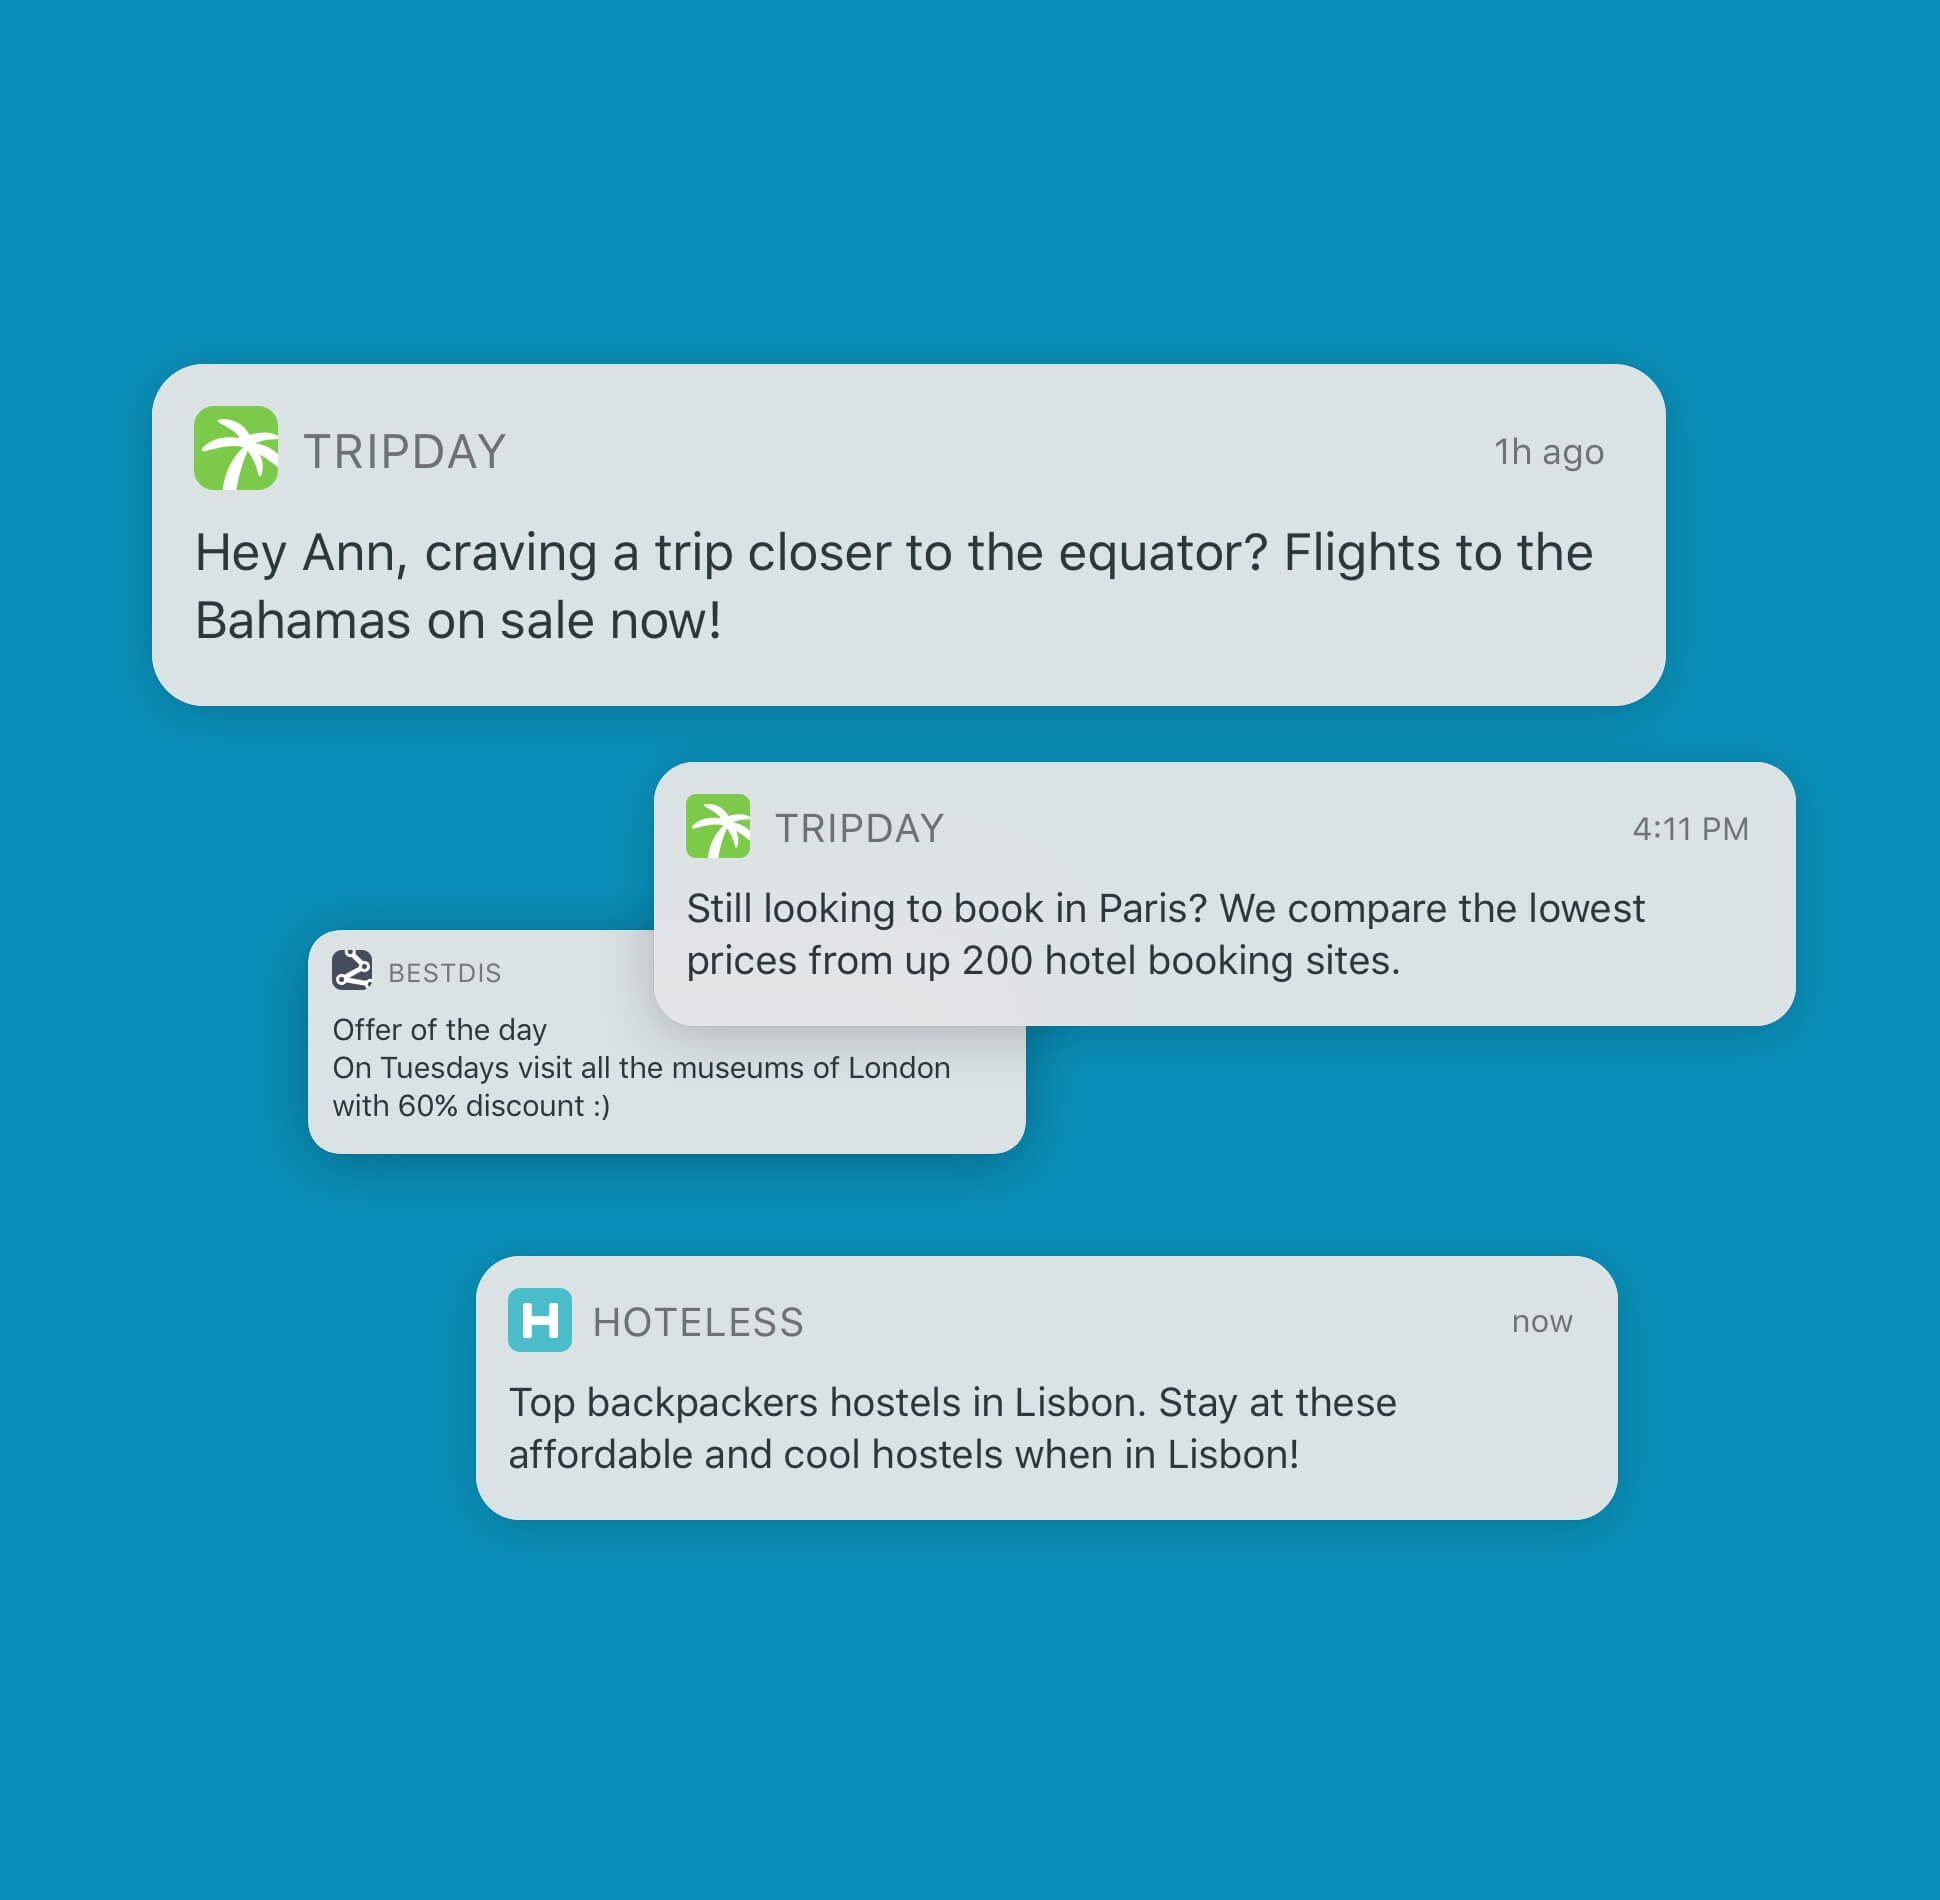 TRIPDAY
1h ago
Hey Ann, craving a trip closer to the equator? Flights to the
Bahamas on sale now!
TRIPDAY
4:11 PM
Still looking to book in Paris? We compare the lowest
prices from up 200 hotel booking sites.
BESTDIS
Offer of the day
On Tuesdays visit all the museums of London
with 60% discount :)
H HOTELESS
now
Top backpackers hostels in Lisbon. Stay at these
affordable and cool hostels when in Lisbon!